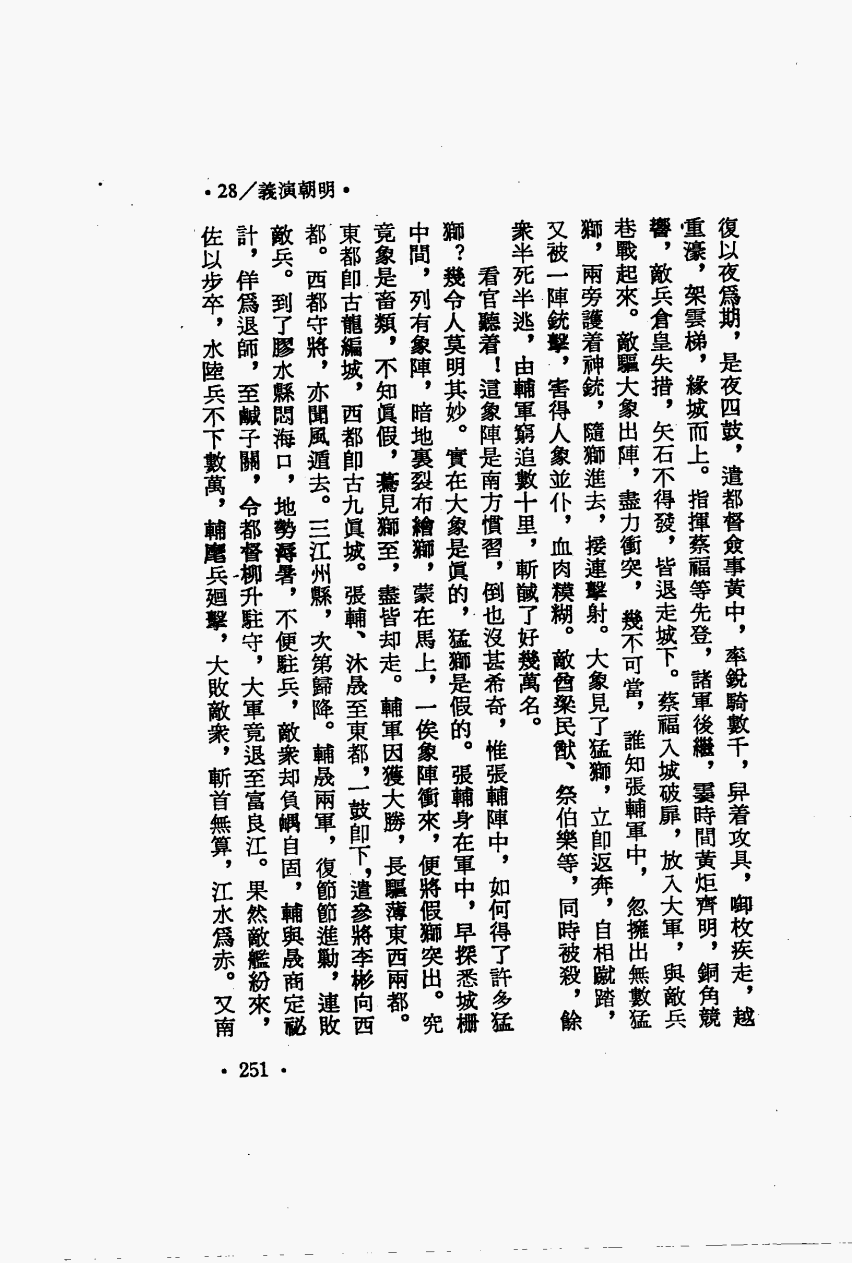 •28/義演朝明•
復以夜爲期，是夜四鼓，遣都督僉事黃中，率銳騎數千，舁着攻具，啣枚疾走，越
重濠，架雲梯，緣城而上。指揮蔡福等先登，諸軍後繼，霎時間黃炬齊明，銅角競
響，敵兵倉皇失措，矢石不得發，皆退走城下。蔡福入城破扉，放入大軍，與敵兵
巷戰起來。敵驅大象出陣，盡力衝突，幾不可當，誰知張輔軍中，忽擁出無數猛
獅，兩旁護着神銃，隨獅進去，接連擊射。大象見了猛獅，立卽返奔，自相蹴踏，
又被一陣銃擊，害得人象並仆，血肉糢糊。敵酋梁民猷、祭伯樂等，同時被殺，餘
衆半死半逃，由輔軍窮追數十里，斬馘了好幾萬名。
看官聽着！這象陣是南方慣習，倒也沒甚希奇，惟張輔陣中，如何得了許多猛
獅？幾令人莫明其妙。實在大象是眞的，猛獅是假的。張輔身在軍中，早探悉城柵
中間，列有象陣，暗地裏裂布繪獅，蒙在馬上，一俟象陣衝來，便將假獅突出。究
竟象是畜類，不知眞假，驀見獅至，盡皆却走。輔軍因獲大勝，長驅薄東西兩都。
東都卽古龍編城，西都卽古九眞城。張輔、沐晟至東都，一鼓卽下，遣參將李彬向西
都。西都守將，亦聞風遁去。三江州縣，次第歸降。輔晟兩軍，復節節進勦，連敗
敵兵。到了膠水縣悶海口，地勢溽暑，不便駐兵，敵衆却負嵎自固，輔與晟商定祕
計，佯爲退師，至鹹子關，令都督柳升駐守，大軍竟退至富良江。果然敵艦紛來，
佐以步卒，水陸兵不下數萬，輔麾兵廻擊，大敗敵衆，斬首無算，江水爲赤。又南
• 251 •